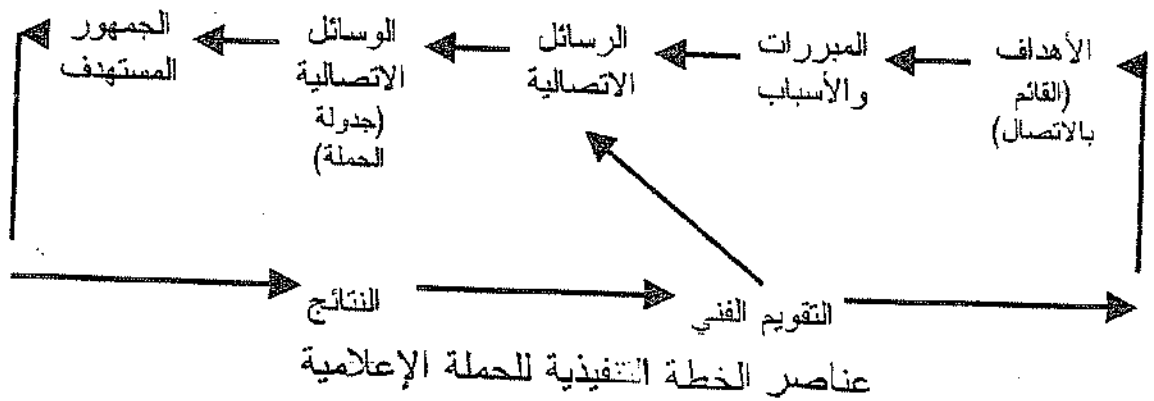 الأهداف
(القائم
بالاتصال)
المبررات
والأسباب
الرسائل
الاتصالية
الوسائل
الاتصالية
(جدولة
الحملة)
الجمهور
المستهدف
النتائج
التقويم الفني
عناصر الخطة التنفيذية للحملة الإعلامية